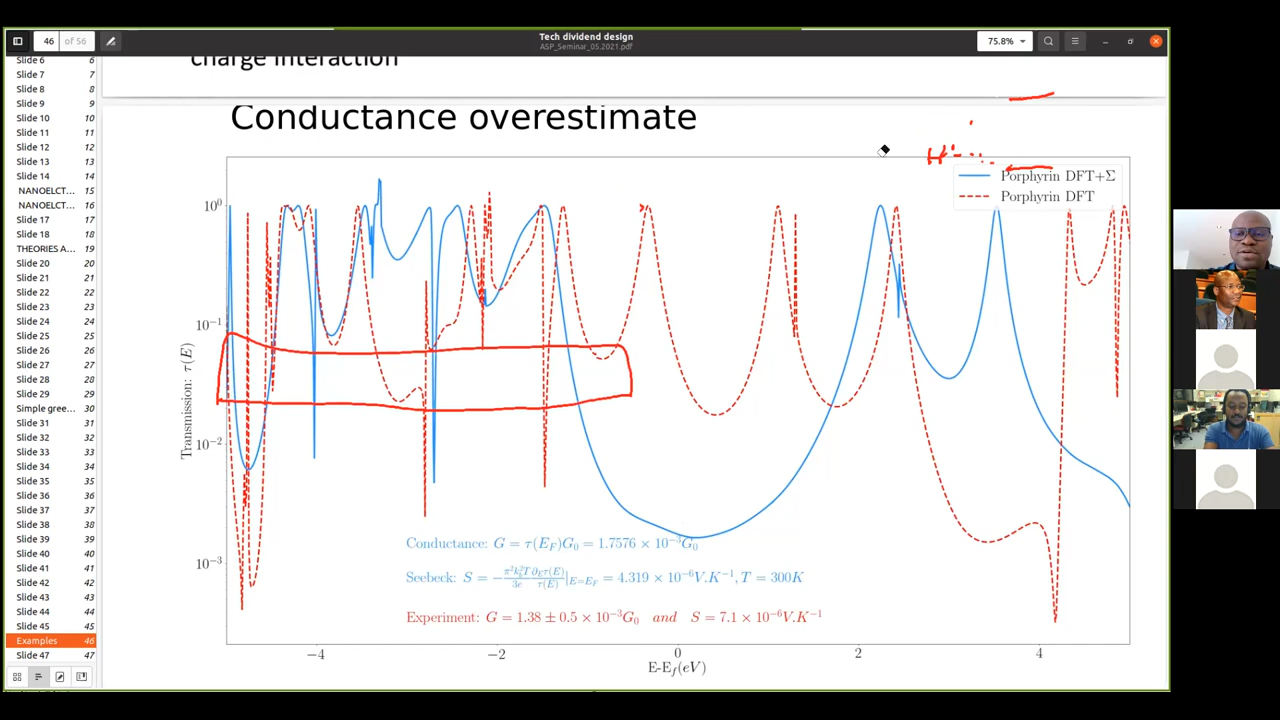 46 of 56
Tech dividend design
ASP_Seminar_05.2021.pdf
75.8%
Slide 6 6
Slide 7 7
Slide 8 8
Slide 9 9
Slide 10 10
Slide 11 11
Slide 12 12
Slide 13 13
Slide 14 14
NANOELCT... 15
NANOELCT... 16
Slide 17 17
Slide 18 18
THEORIES A... 19
Slide 20 20
Slide 21 21
Slide 22 22
Slide 23 23
Slide 24 24
Slide 25 25
Slide 26 26
Slide 27 27
Slide 28 28
Slide 29 29
Simple gree... 30
Slide 31 31
Slide 32 32
Slide 33 33
Slide 34 34
Slide 35 35
Slide 36 36
Slide 37 37
Slide 38 38
Slide 39 39
Slide 40 40
Slide 41 41
Slide 42 42
Slide 43 43
Slide 44 44
Slide 45 45
Examples 46
Slide 47 47
charge interaction
Conductance overestimate
Porphyrin DFT+Σ
Porphyrin DFT
10⁰
10⁻¹
10⁻²
10⁻³
Transmission: τ(E)
Conductance: G = τ(E_F)G₀ = 1.7576 × 10⁻³G₀
Seebeck: S = −π²k_B²T/3e ∂_Eτ(E)/τ(E)|_{E=E_F} = 4.319 × 10⁻⁶V.K⁻¹, T = 300K
Experiment: G = 1.38 ± 0.5 × 10⁻³G₀ and S = 7.1 × 10⁻⁶V.K⁻¹
−4 −2 0 2 4
E-E_f(eV)